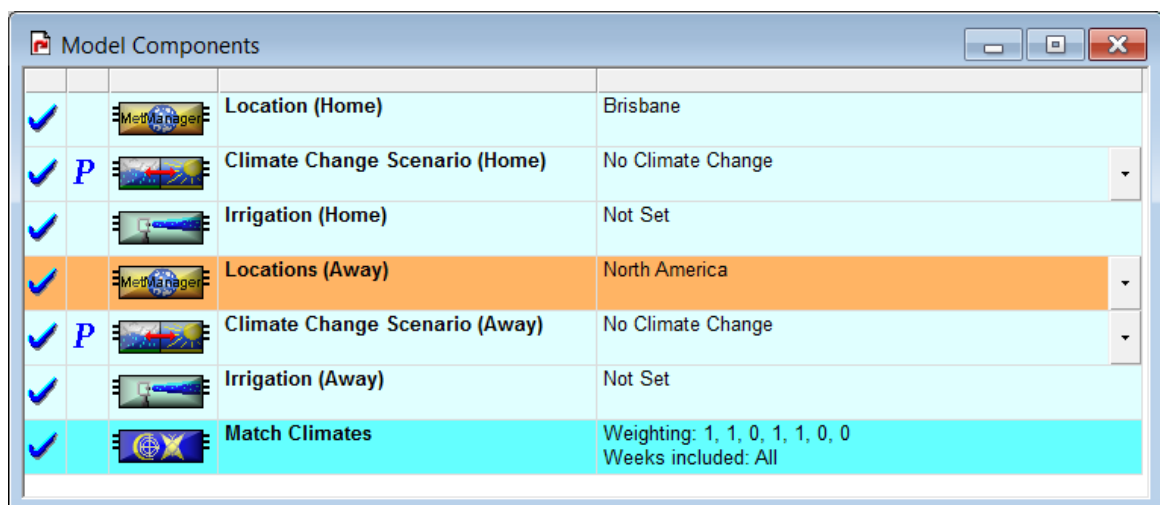 Model Components
MetManager Location (Home) Brisbane
P Climate Change Scenario (Home) No Climate Change
Irrigation (Home) Not Set
MetManager Locations (Away) North America
P Climate Change Scenario (Away) No Climate Change
Irrigation (Away) Not Set
Match Climates Weighting: 1, 1, 0, 1, 1, 0, 0
Weeks included: All